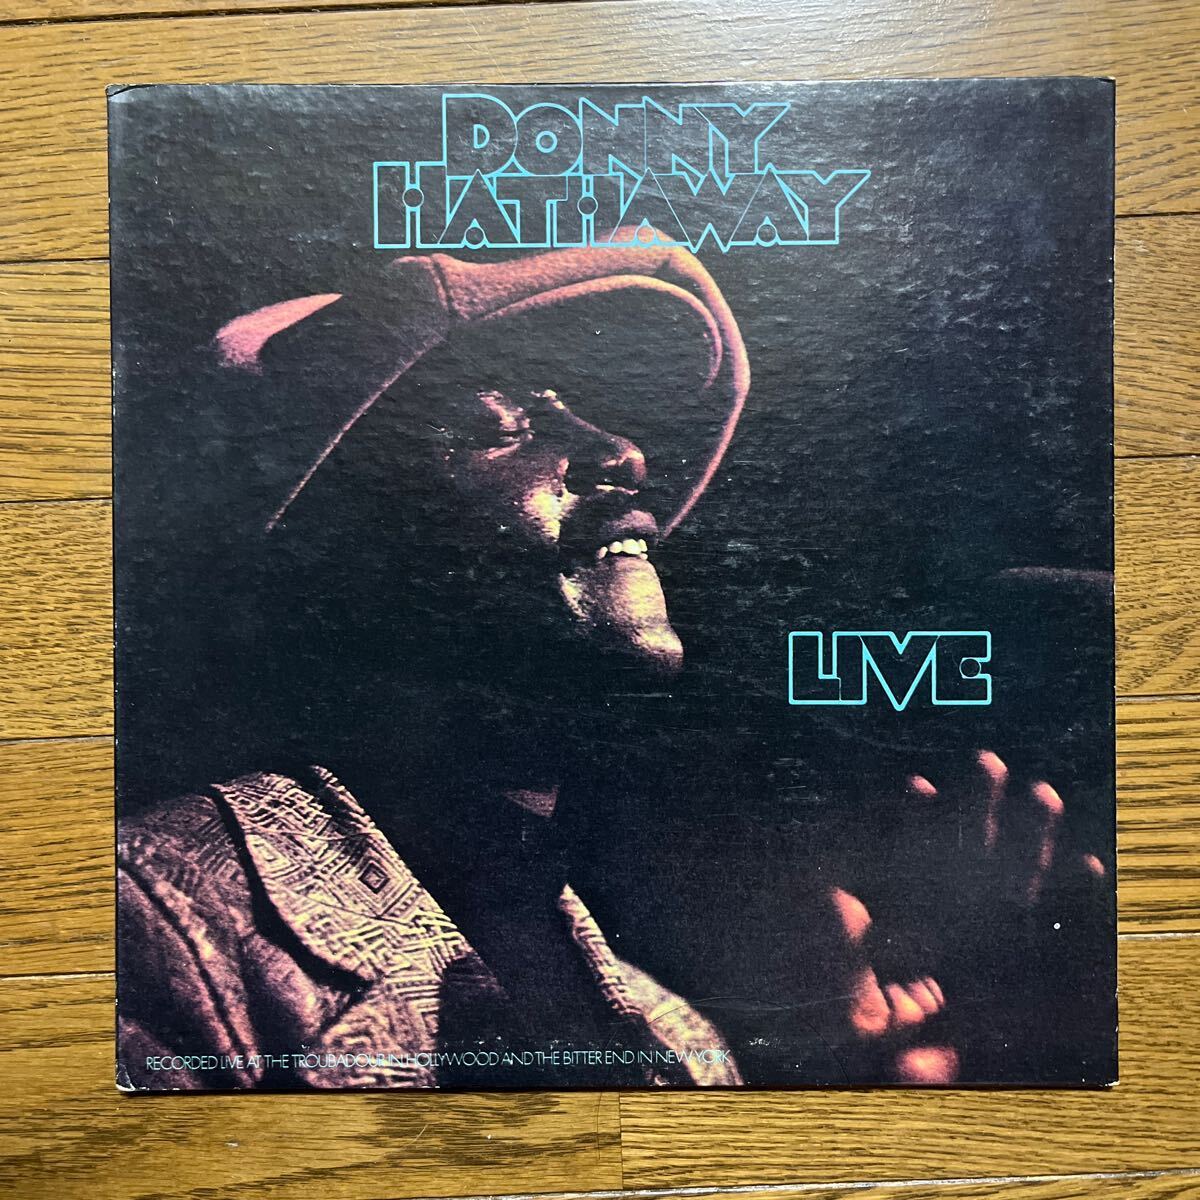 DONNY
HATHAWAY
LIVE
RECORDED LIVE AT THE TROUBADOUR IN HOLLYWOOD AND THE BITTER END IN NEW YORK